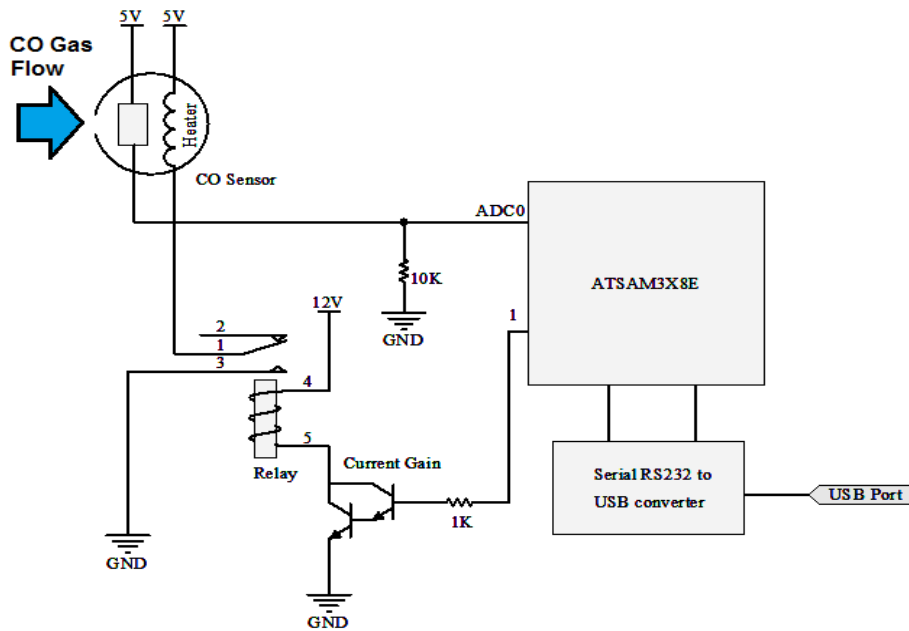 5V
5V
CO Gas
Flow
Heater
CO Sensor
ADC0
10K
GND
ATSAM3X8E
1
12V
2
1
3
4
5
Relay
Current Gain
1K
GND
GND
Serial RS232 to
USB converter
USB Port